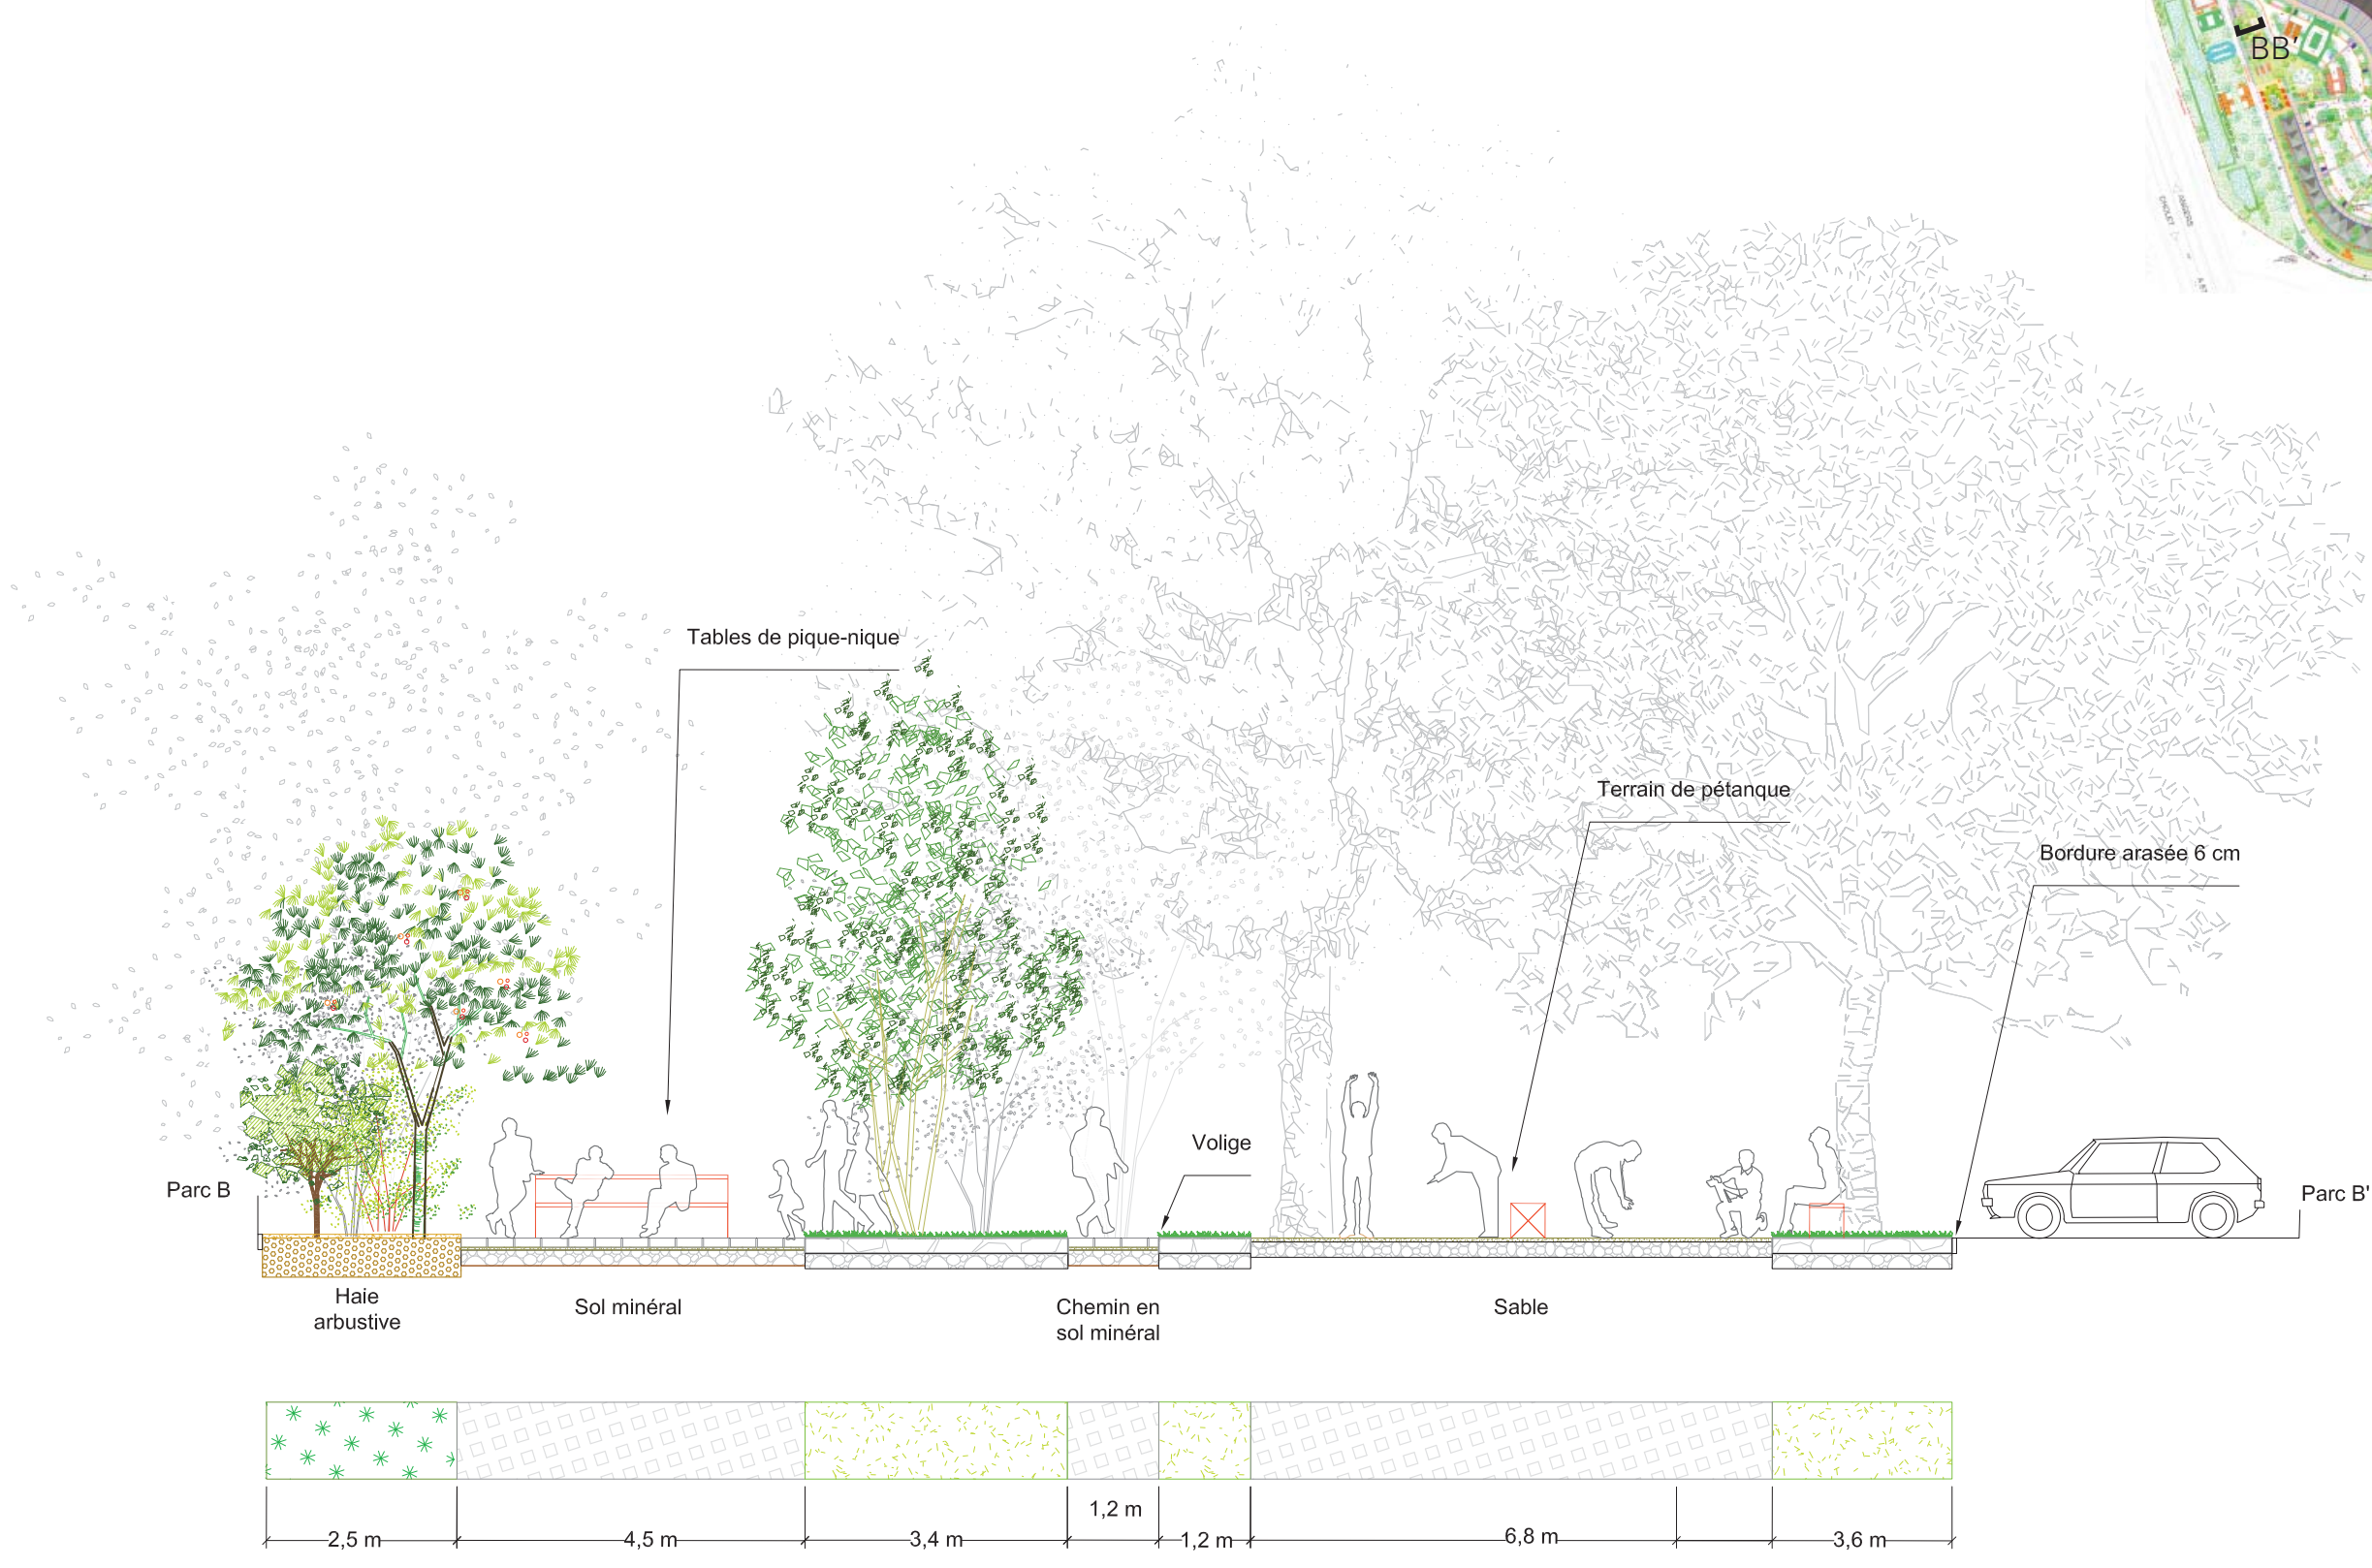 BB'
ANGERS
CHOLET
Tables de pique-nique
Terrain de pétanque
Bordure arasée 6 cm
Volige
Parc B
Parc B'
Haie
arbustive
Sol minéral
Chemin en
sol minéral
Sable
1,2 m
2,5 m
4,5 m
3,4 m
1,2 m
6,8 m
3,6 m